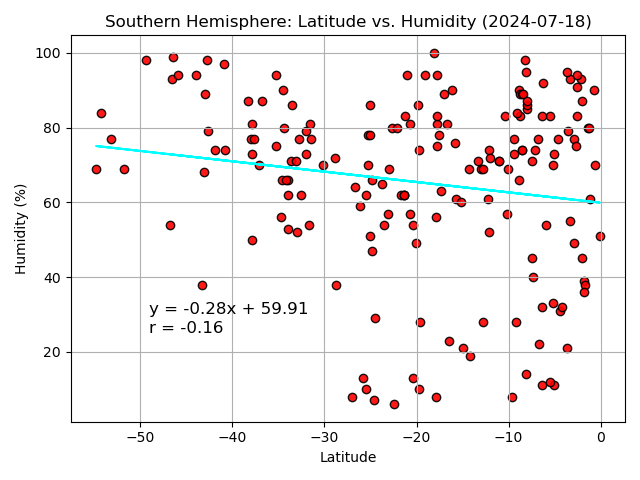 Southern Hemisphere: Latitude vs. Humidity (2024-07-18)
Humidity (%)
100
80
60
40
20
y = -0.28x + 59.91
r = -0.16
−50
−40
−30
−20
−10
0
Latitude